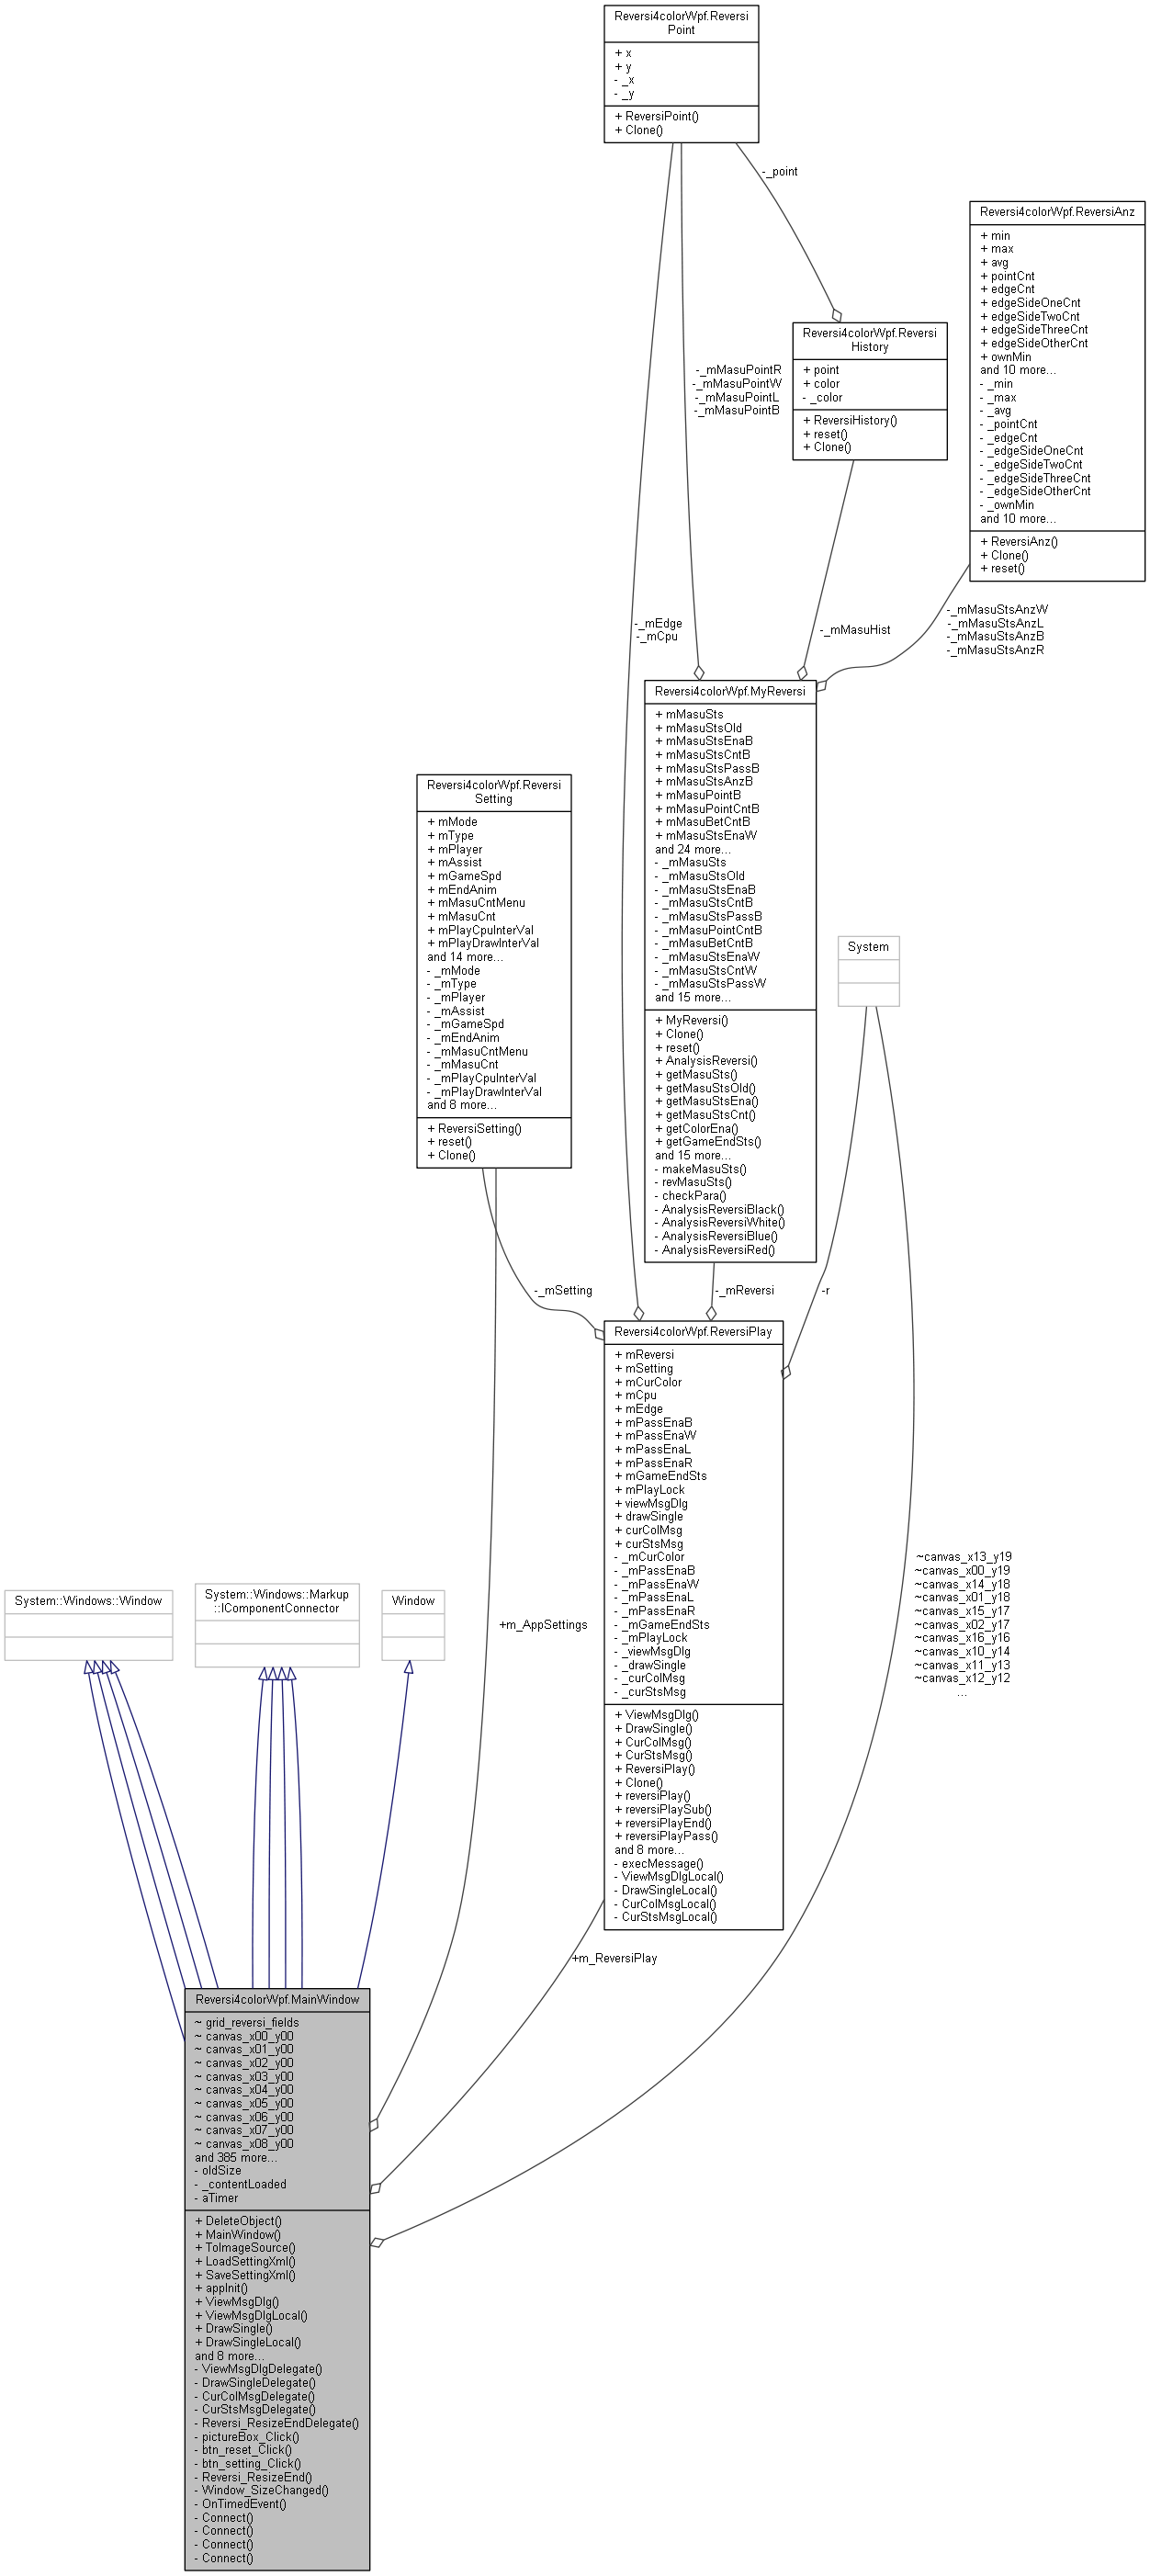 Reversi4colorWpf.Reversi
Point
+ x
+ y
- _x
- _y
+ ReversiPoint()
+ Clone()
-_point
Reversi4colorWpf.ReversiAnz
+ min
+ max
+ avg
+ pointCnt
+ edgeCnt
+ edgeSideOneCnt
+ edgeSideTwoCnt
+ edgeSideThreeCnt
+ edgeSideOtherCnt
+ ownMin
and 10 more...
- _min
- _max
- _avg
- _pointCnt
- _edgeCnt
- _edgeSideOneCnt
- _edgeSideTwoCnt
- _edgeSideThreeCnt
- _edgeSideOtherCnt
- _ownMin
and 10 more...
+ ReversiAnz()
+ Clone()
+ reset()
Reversi4colorWpf.Reversi
History
+ point
+ color
- _color
+ ReversiHistory()
+ reset()
+ Clone()
-_mMasuPointR
-_mMasuPointW
-_mMasuPointL
-_mMasuPointB
-_mEdge
-_mCpu
-_mMasuHist
-_mMasuStsAnzW
-_mMasuStsAnzL
-_mMasuStsAnzB
-_mMasuStsAnzR
Reversi4colorWpf.MyReversi
+ mMasuSts
+ mMasuStsOld
+ mMasuStsEnaB
+ mMasuStsCntB
+ mMasuStsPassB
+ mMasuStsAnzB
+ mMasuPointB
+ mMasuPointCntB
+ mMasuBetCntB
+ mMasuStsEnaW
and 24 more...
- _mMasuSts
- _mMasuStsOld
- _mMasuStsEnaB
- _mMasuStsCntB
- _mMasuStsPassB
- _mMasuPointCntB
- _mMasuBetCntB
- _mMasuStsEnaW
- _mMasuStsCntW
- _mMasuStsPassW
and 15 more...
+ MyReversi()
+ Clone()
+ reset()
+ AnalysisReversi()
+ getMasuSts()
+ getMasuStsOld()
+ getMasuStsEna()
+ getMasuStsCnt()
+ getColorEna()
+ getGameEndSts()
and 15 more...
- makeMasuSts()
- revMasuSts()
- checkPara()
- AnalysisReversiBlack()
- AnalysisReversiWhite()
- AnalysisReversiBlue()
- AnalysisReversiRed()
Reversi4colorWpf.Reversi
Setting
+ mMode
+ mType
+ mPlayer
+ mAssist
+ mGameSpd
+ mEndAnim
+ mMasuCntMenu
+ mMasuCnt
+ mPlayCpuInterVal
+ mPlayDrawInterVal
and 14 more...
- _mMode
- _mType
- _mPlayer
- _mAssist
- _mGameSpd
- _mEndAnim
- _mMasuCntMenu
- _mMasuCnt
- _mPlayCpuInterVal
- _mPlayDrawInterVal
and 8 more...
+ ReversiSetting()
+ reset()
+ Clone()
System
-_mSetting
-_mReversi
-r
Reversi4colorWpf.ReversiPlay
+ mReversi
+ mSetting
+ mCurColor
+ mCpu
+ mEdge
+ mPassEnaB
+ mPassEnaW
+ mPassEnaL
+ mPassEnaR
+ mGameEndSts
+ mPlayLock
+ viewMsgDlg
+ drawSingle
+ curColMsg
+ curStsMsg
- _mCurColor
- _mPassEnaB
- _mPassEnaW
- _mPassEnaL
- _mPassEnaR
- _mGameEndSts
- _mPlayLock
- _viewMsgDlg
- _drawSingle
- _curColMsg
- _curStsMsg
+ ViewMsgDlg()
+ DrawSingle()
+ CurColMsg()
+ CurStsMsg()
+ ReversiPlay()
+ Clone()
+ reversiPlay()
+ reversiPlaySub()
+ reversiPlayEnd()
+ reversiPlayPass()
and 8 more...
- execMessage()
- ViewMsgDlgLocal()
- DrawSingleLocal()
- CurColMsgLocal()
- CurStsMsgLocal()
~canvas_x13_y19
~canvas_x00_y19
~canvas_x14_y18
~canvas_x01_y18
~canvas_x15_y17
~canvas_x02_y17
~canvas_x16_y16
~canvas_x10_y14
~canvas_x11_y13
~canvas_x12_y12
...
System::Windows::Window
System::Windows::Markup
::IComponentConnector
Window
+m_AppSettings
+m_ReversiPlay
Reversi4colorWpf.MainWindow
~ grid_reversi_fields
~ canvas_x00_y00
~ canvas_x01_y00
~ canvas_x02_y00
~ canvas_x03_y00
~ canvas_x04_y00
~ canvas_x05_y00
~ canvas_x06_y00
~ canvas_x07_y00
~ canvas_x08_y00
and 385 more...
- oldSize
- _contentLoaded
- aTimer
+ DeleteObject()
+ MainWindow()
+ ToImageSource()
+ LoadSettingXml()
+ SaveSettingXml()
+ appInit()
+ ViewMsgDlg()
+ ViewMsgDlgLocal()
+ DrawSingle()
+ DrawSingleLocal()
and 8 more...
- ViewMsgDlgDelegate()
- DrawSingleDelegate()
- CurColMsgDelegate()
- CurStsMsgDelegate()
- Reversi_ResizeEndDelegate()
- pictureBox_Click()
- btn_reset_Click()
- btn_setting_Click()
- Reversi_ResizeEnd()
- Window_SizeChanged()
- OnTimedEvent()
- Connect()
- Connect()
- Connect()
- Connect()